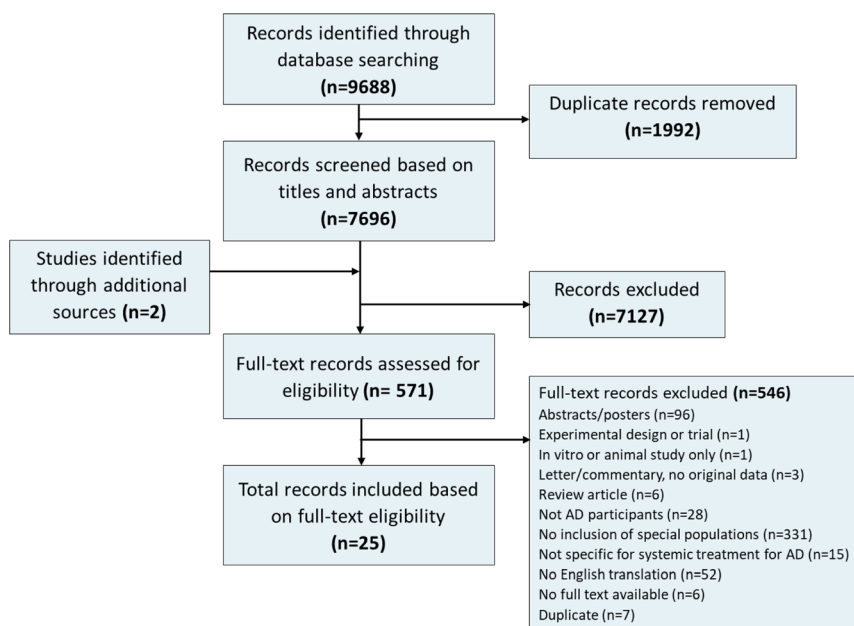 Records identified through
database searching
(n=9688)
Duplicate records removed
(n=1992)
Records screened based on
titles and abstracts
(n=7696)
Studies identified
through additional
sources (n=2)
Records excluded
(n=7127)
Full-text records assessed for
eligibility (n= 571)
Full-text records excluded (n=546)
Abstracts/posters (n=96)
Experimental design or trial (n=1)
In vitro or animal study only (n=1)
Letter/commentary, no original data (n=3)
Review article (n=6)
Not AD participants (n=28)
No inclusion of special populations (n=331)
Not specific for systemic treatment for AD (n=15)
No English translation (n=52)
No full text available (n=6)
Duplicate (n=7)
Total records included based
on full-text eligibility
(n=25)